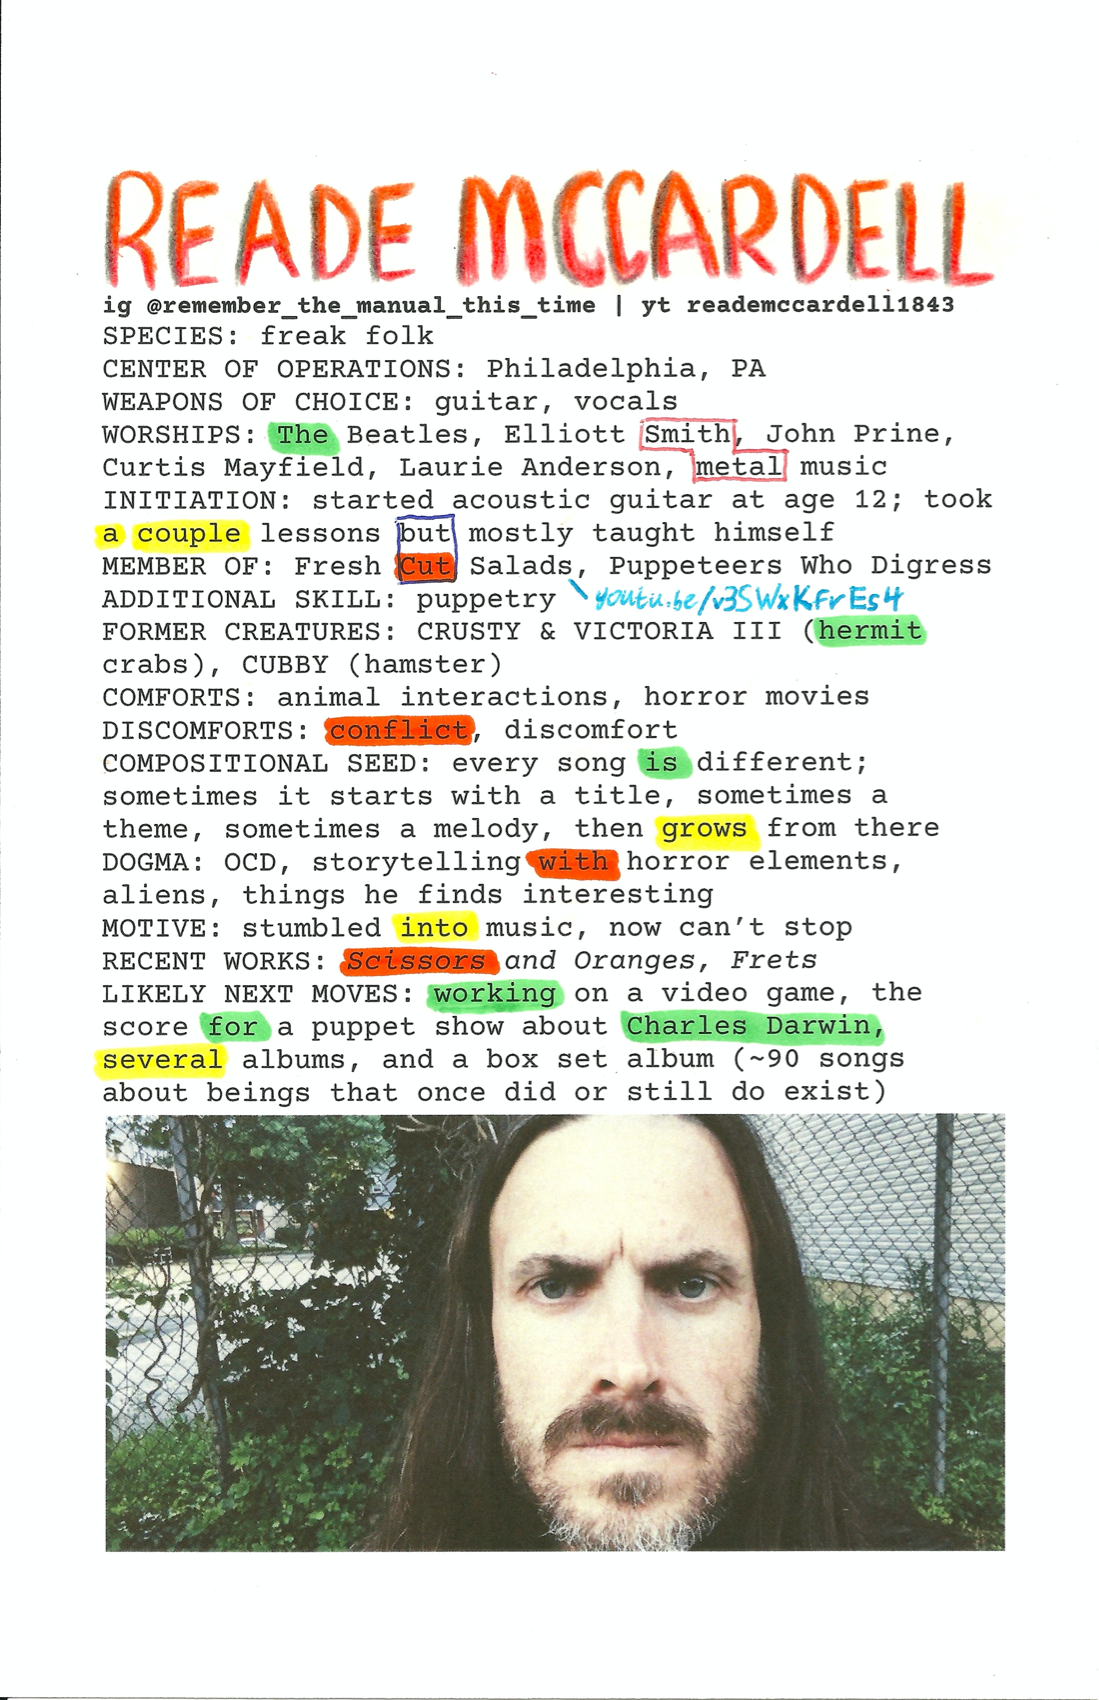 READE MCCARDELL
ig @remember_the_manual_this_time | yt reademccardell1843
SPECIES: freak folk
CENTER OF OPERATIONS: Philadelphia, PA
WEAPONS OF CHOICE: guitar, vocals
WORSHIPS: The Beatles, Elliott Smith, John Prine,
Curtis Mayfield, Laurie Anderson, metal music
INITIATION: started acoustic guitar at age 12; took
a couple lessons but mostly taught himself
MEMBER OF: Fresh Cut Salads, Puppeteers Who Digress
ADDITIONAL SKILL: puppetry youtu.be/v3SWxKFrEs4
FORMER CREATURES: CRUSTY & VICTORIA III (hermit
crabs), CUBBY (hamster)
COMFORTS: animal interactions, horror movies
DISCOMFORTS: conflict, discomfort
COMPOSITIONAL SEED: every song is different;
sometimes it starts with a title, sometimes a
theme, sometimes a melody, then grows from there
DOGMA: OCD, storytelling with horror elements,
aliens, things he finds interesting
MOTIVE: stumbled into music, now can't stop
RECENT WORKS: Scissors and Oranges, Frets
LIKELY NEXT MOVES: working on a video game, the
score for a puppet show about Charles Darwin,
several albums, and a box set album (~90 songs
about beings that once did or still do exist)